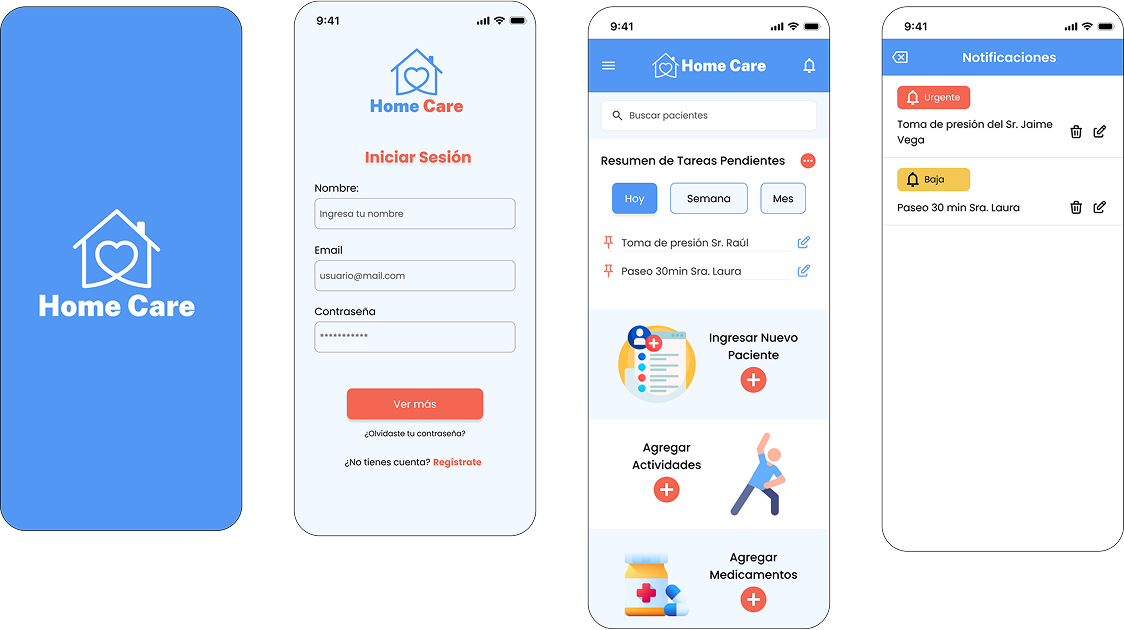 Home Care
9:41
Home Care
Iniciar Sesión
Nombre:
Ingresa tu nombre
Email
usuario@mail.com
Contraseña
***********
Ver más
¿Olvidaste tu contraseña?
¿No tienes cuenta? Regístrate
9:41
Home Care
Buscar pacientes
Resumen de Tareas Pendientes
Hoy
Semana
Mes
Toma de presión Sr. Raúl
Paseo 30min Sra. Laura
Ingresar Nuevo
Paciente
Agregar
Actividades
Agregar
Medicamentos
9:41
Notificaciones
Urgente
Toma de presión del Sr. Jaime
Vega
Baja
Paseo 30 min Sra. Laura